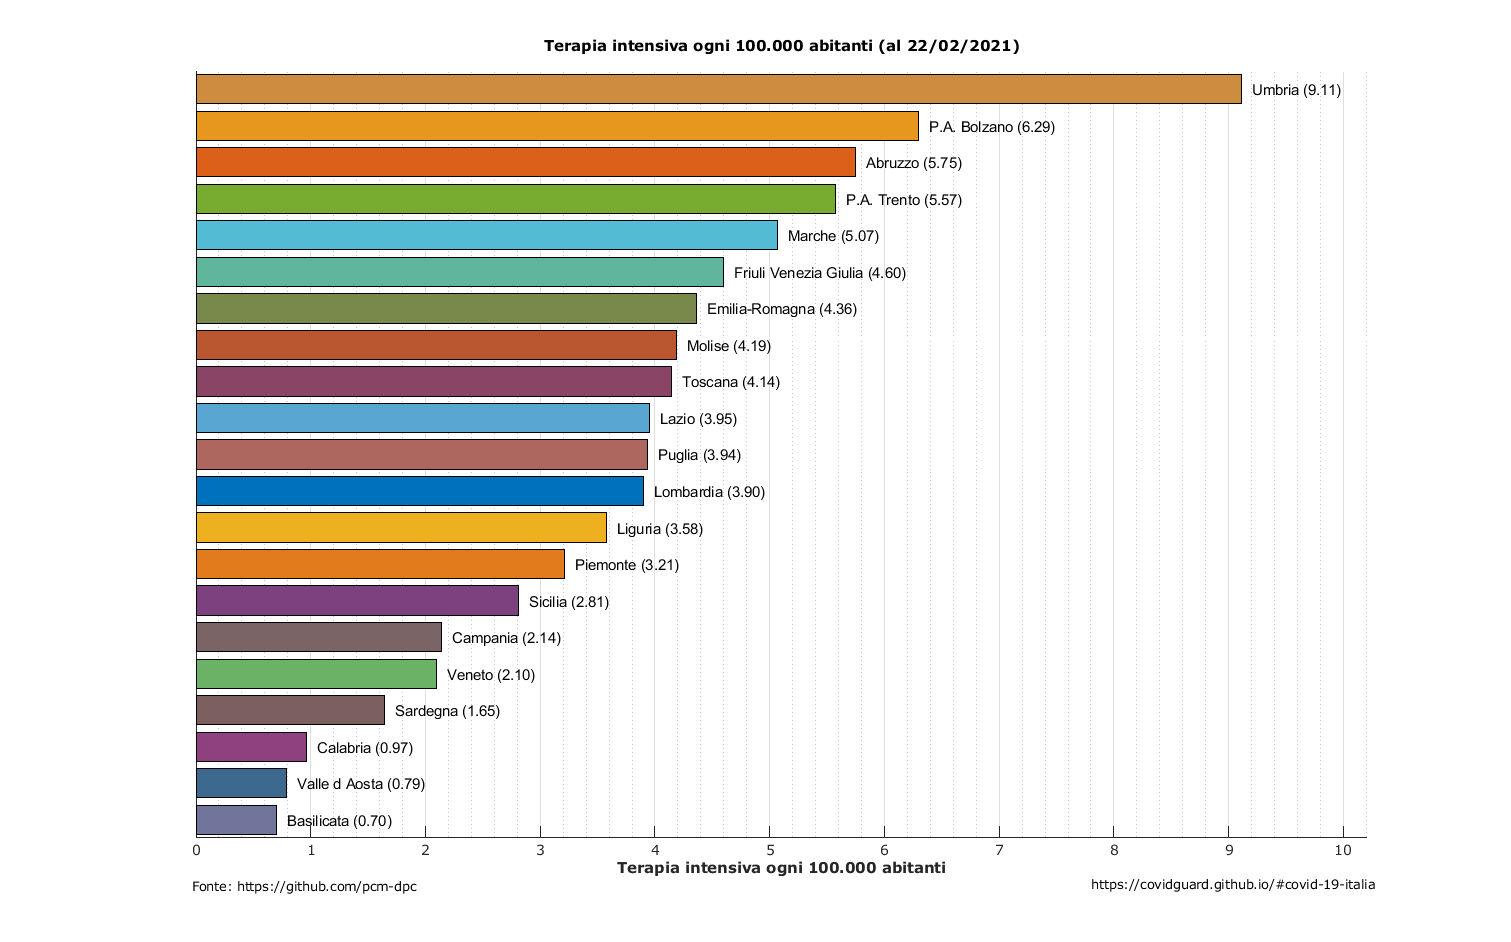 Terapia intensiva ogni 100.000 abitanti (al 22/02/2021)
Umbria (9.11)
P.A. Bolzano (6.29)
Abruzzo (5.75)
P.A. Trento (5.57)
Marche (5.07)
Friuli Venezia Giulia (4.60)
Emilia-Romagna (4.36)
Molise (4.19)
Toscana (4.14)
Lazio (3.95)
Puglia (3.94)
Lombardia (3.90)
Liguria (3.58)
Piemonte (3.21)
Sicilia (2.81)
Campania (2.14)
Veneto (2.10)
Sardegna (1.65)
Calabria (0.97)
Valle d Aosta (0.79)
Basilicata (0.70)
0 1 2 3 4 5 6 7 8 9 10
Terapia intensiva ogni 100.000 abitanti
Fonte: https://github.com/pcm-dpc
https://covidguard.github.io/#covid-19-italia